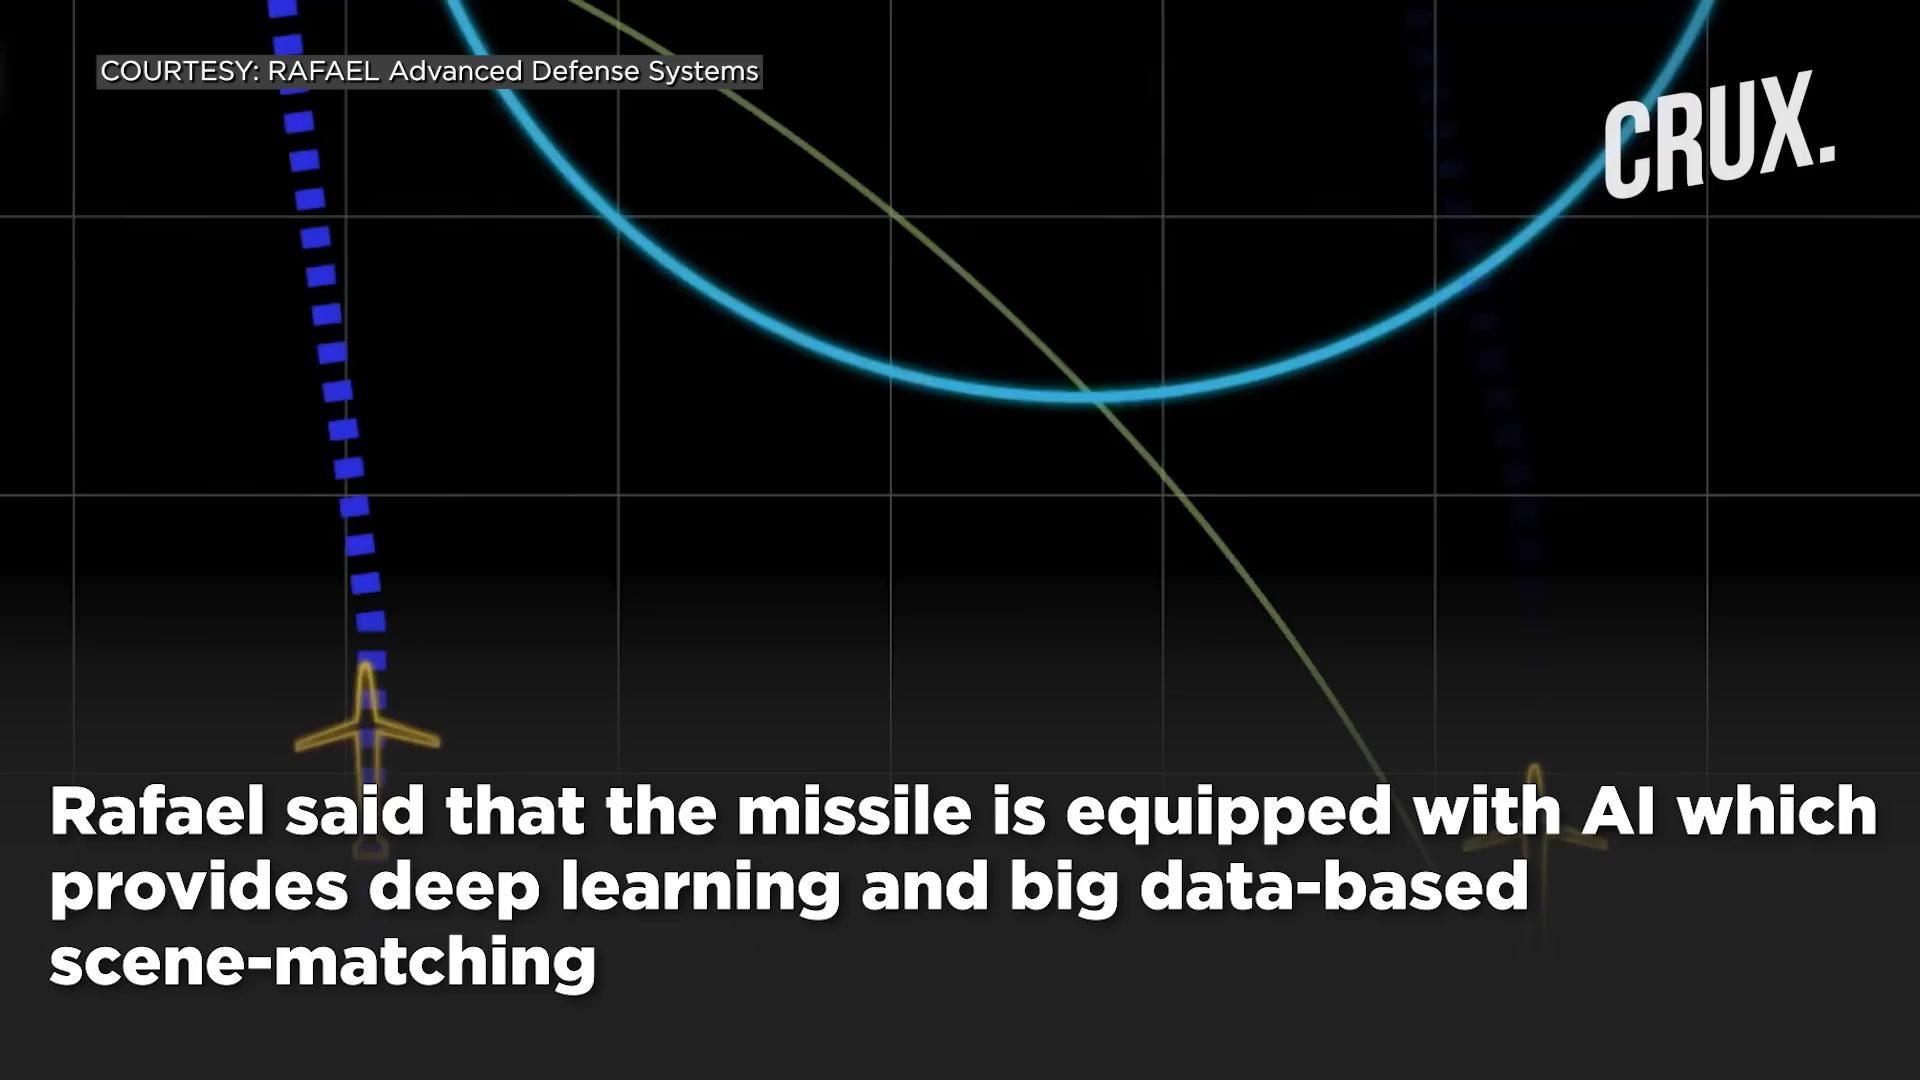 COURTESY: RAFAEL Advanced Defense Systems
CRUX.
Rafael said that the missile is equipped with AI which
provides deep learning and big data-based
scene-matching